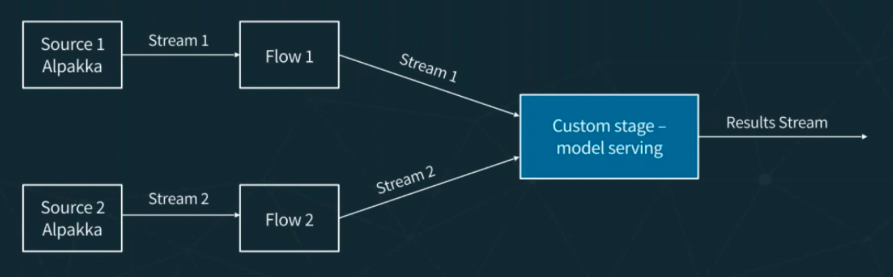 Source 1
Alpakka
Stream 1
Flow 1
Stream 1
Custom stage –
model serving
Results Stream
Source 2
Alpakka
Stream 2
Flow 2
Stream 2